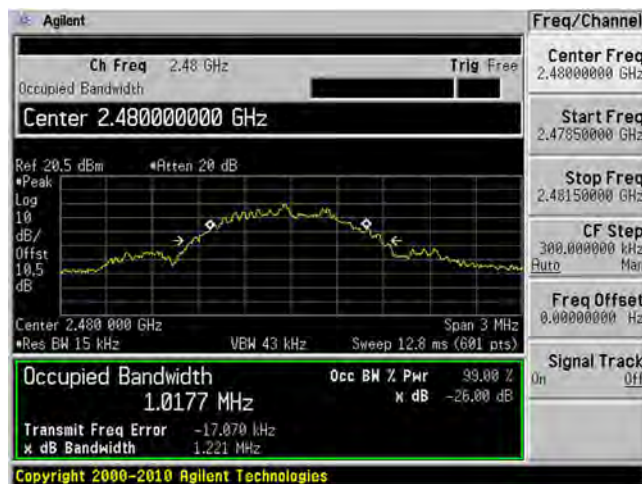 Agilent
Freq/Channel
Ch Freq 2.48 GHz Trig Free
Occupied Bandwidth
Center 2.480000000 GHz
Center Freq
2.48000000 GHz
Start Freq
2.47850000 GHz
Stop Freq
2.48150000 GHz
CF Step
300.000000 kHz
Auto Man
Freq Offset
0.00000000 Hz
Signal Track
On Off
Ref 20.5 dBm #Atten 20 dB
#Peak
Log
10
dB/
Offst
10.5
dB
Center 2.480 000 GHz Span 3 MHz
#Res BW 15 kHz VBW 43 kHz Sweep 12.8 ms (601 pts)
Occupied Bandwidth Occ BW % Pwr 99.00 %
1.0177 MHz x dB -26.00 dB
Transmit Freq Error -17.070 kHz
x dB Bandwidth 1.221 MHz
Copyright 2000-2010 Agilent Technologies